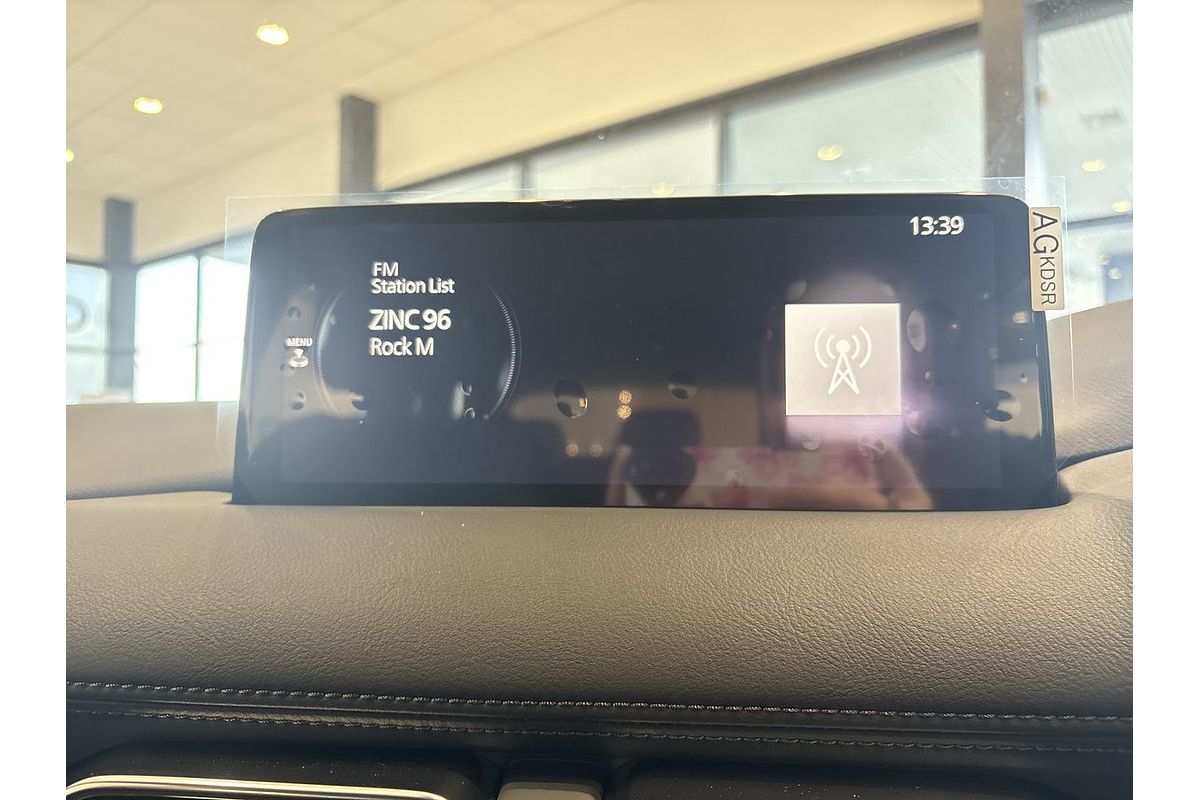 13:39
FM
Station List
ZINC 96
Rock M
MENU
AGKDSR